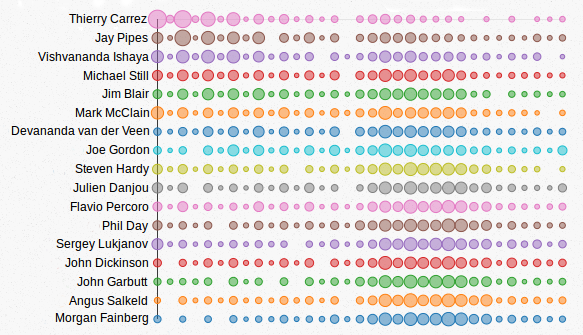 Thierry Carrez
Jay Pipes
Vishvananda Ishaya
Michael Still
Jim Blair
Mark McClain
Devananda van der Veen
Joe Gordon
Steven Hardy
Julien Danjou
Flavio Percoro
Phil Day
Sergey Lukjanov
John Dickinson
John Garbutt
Angus Salkeld
Morgan Fainberg